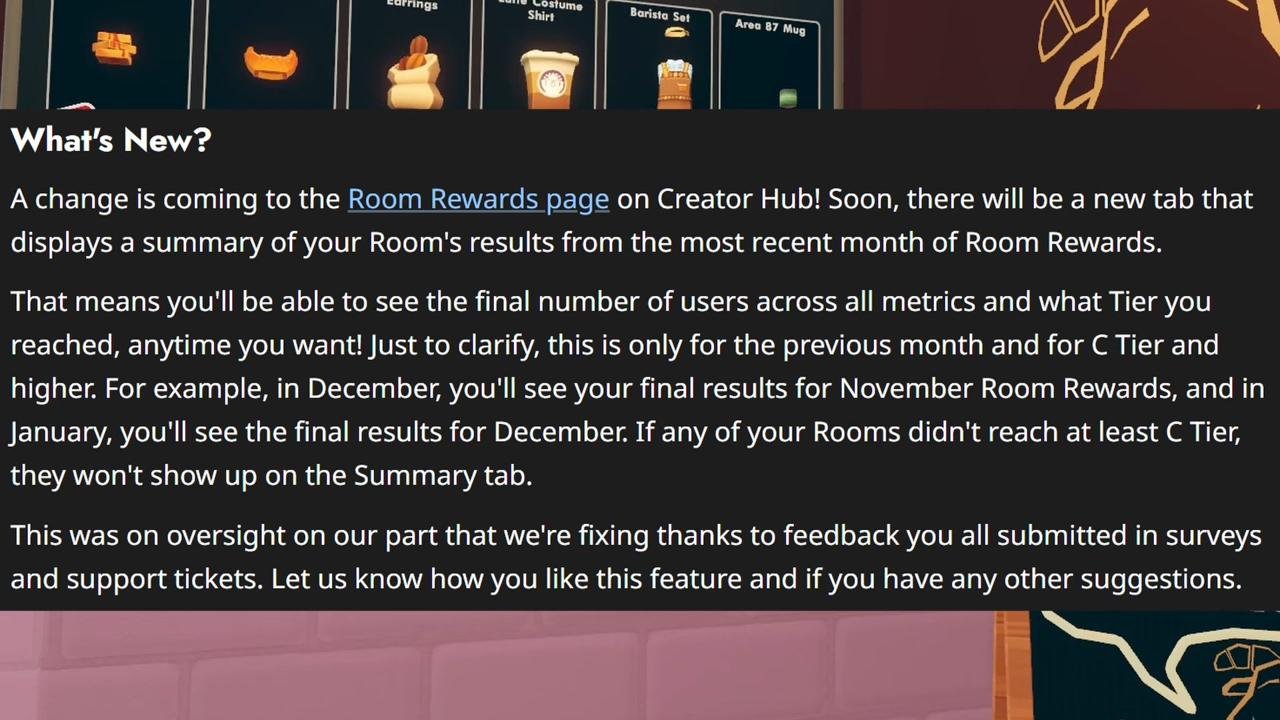 Earrings
Costume
Shirt
Barista Set
Area 87 Mug
What's New?
A change is coming to the Room Rewards page on Creator Hub! Soon, there will be a new tab that
displays a summary of your Room's results from the most recent month of Room Rewards.
That means you'll be able to see the final number of users across all metrics and what Tier you
reached, anytime you want! Just to clarify, this is only for the previous month and for C Tier and
higher. For example, in December, you'll see your final results for November Room Rewards, and in
January, you'll see the final results for December. If any of your Rooms didn't reach at least C Tier,
they won't show up on the Summary tab.
This was on oversight on our part that we're fixing thanks to feedback you all submitted in surveys
and support tickets. Let us know how you like this feature and if you have any other suggestions.